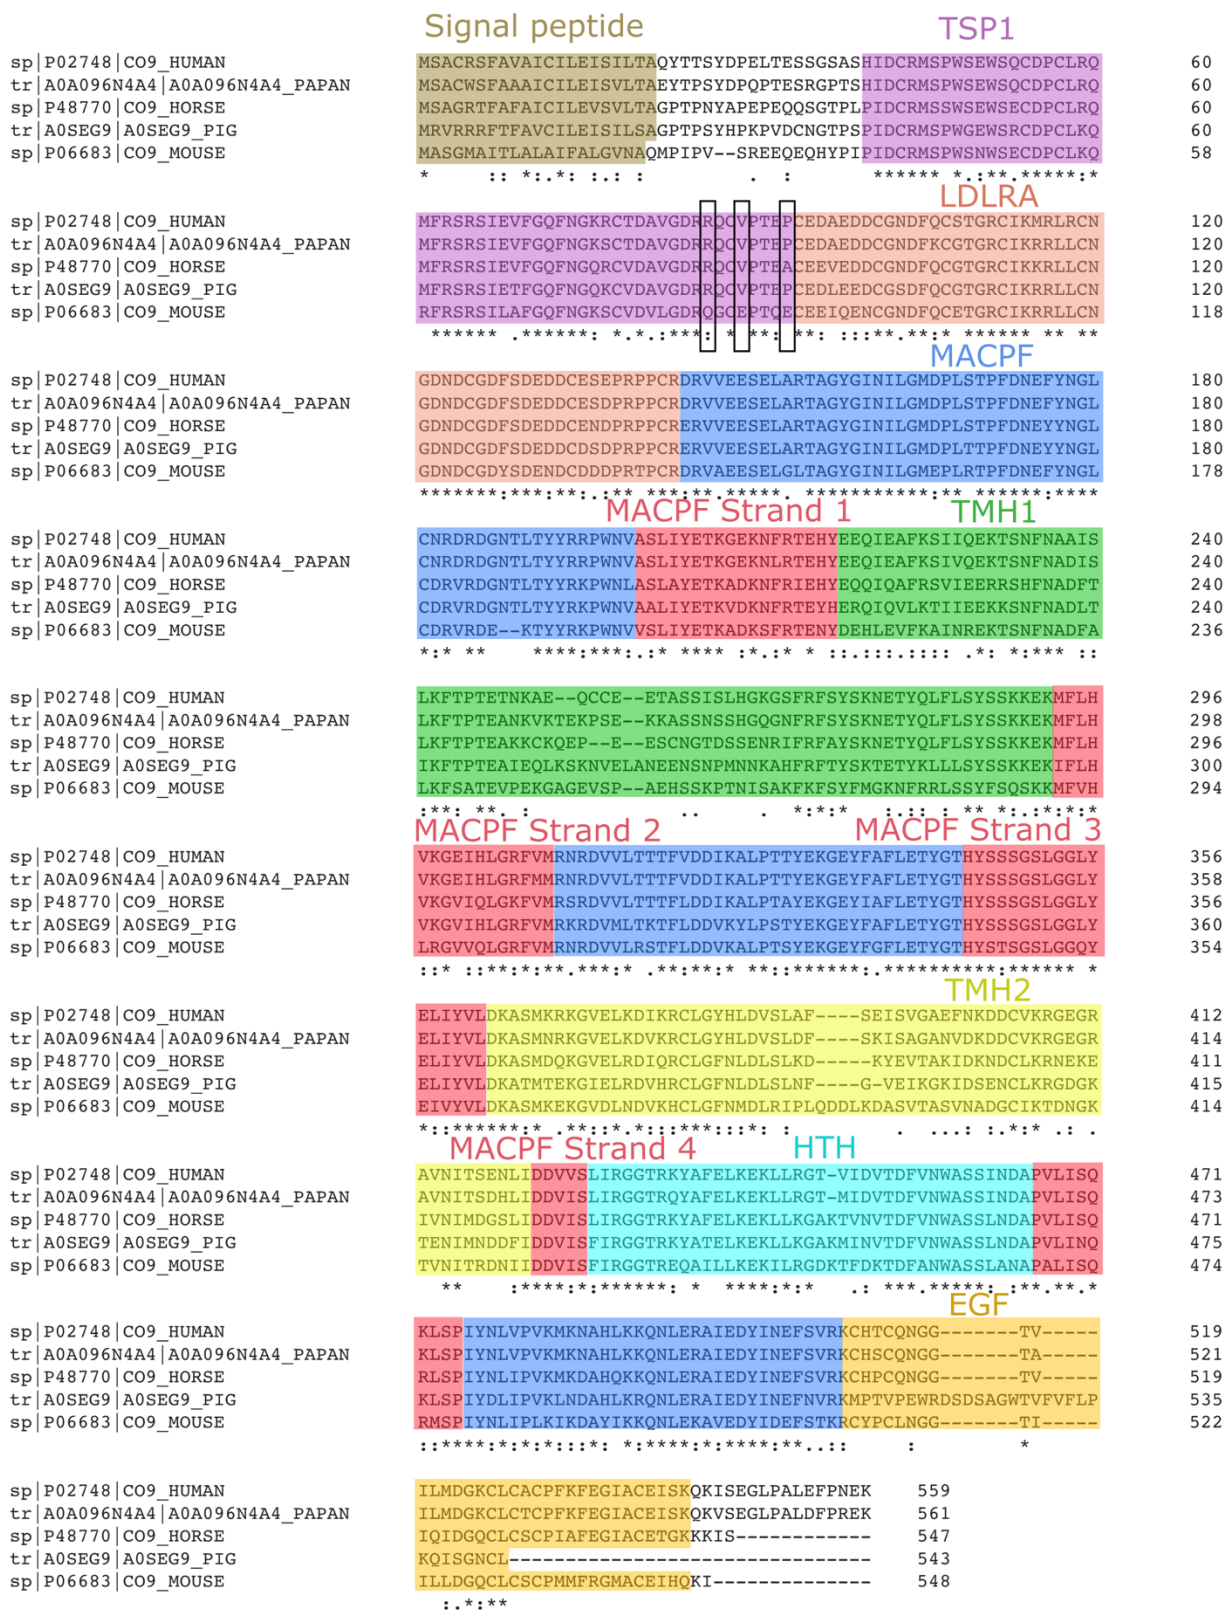 Signal peptide TSP1
sp|P02748|CO9_HUMAN MSACRSFAVAICILEISILTAQYTTSYDPELTESSGSASHIDCRMSPWSEWSQCDPCLRQ 60
tr|A0A096N4A4|A0A096N4A4_PAPAN MSACWSFAAAICILEISVLTAEYTPSYDPQPTESRGPTSHIDCRMSPWSEWSQCDPCLRQ 60
sp|P48770|CO9_HORSE MSAGRTFAFAICILEVSVLTAGPTPNYAPEPEQQSGTPLPIDCRMSSWSEWSECDPCLRQ 60
tr|A0SEG9|A0SEG9_PIG MRVRRRFTFAVCILEISILSAGPTPSYHPKPVDCNGTPSPIDCRMSPWGEWSRCDPCLKQ 60
sp|P06683|CO9_MOUSE MASGMAITLALAIFALGVNAQMPIPV--SREEQEQHYPIPIDCRMSPWSNWSECDPCLKQ 58
* :: *:.*: :.: : . : ****** *.:**.*****:*
LDLRA
sp|P02748|CO9_HUMAN MFRSRSIEVFGQFNGKRCTDAVGDRRQCVPTEPCEDAEDDCGNDFQCSTGRCIKMRLRCN 120
tr|A0A096N4A4|A0A096N4A4_PAPAN MFRSRSIEVFGQFNGKSCTDAVGDRRQCVPTEPCEDAEDDCGNDFKCGTGRCIKRRLLCN 120
sp|P48770|CO9_HORSE MFRSRSIEVFGQFNGQRCVDAVGDRRQCVPTEACEEVEDDCGNDFQCGTGRCIKKRLLCN 120
tr|A0SEG9|A0SEG9_PIG MFRSRSIETFGQFNGQKCVDAVGDRRQCVPTEPCEDLEEDCGSDFQCGTGRCIKRRLLCN 120
sp|P06683|CO9_MOUSE RFRSRSILAFGQFNGKSCVDVLGDRQGCEPTQECEEIQENCGNDFQCETGRCIKRRLLCN 118
****** .******: *.*.:***: * **: **: ::**.**:* ****** ** **
MACPF
sp|P02748|CO9_HUMAN GDNDCGDFSDEDDCESEPRPPCRDRVVEESELARTAGYGINILGMDPLSTPFDNEFYNGL 180
tr|A0A096N4A4|A0A096N4A4_PAPAN GDNDCGDFSDEDDCESDPRPPCRDRVVEESELARTAGYGINILGMDPLSTPFDNEFYNGL 180
sp|P48770|CO9_HORSE GDNDCGDFSDEDDCENDPRPPCRERVVEESELARTAGYGINILGMDPLSTPFDNEYYNGL 180
tr|A0SEG9|A0SEG9_PIG GDNDCGDFSDEDDCDSDPRPPCRERVVEESELARTAGYGINILGMDPLTTPFDNEYYNGL 180
sp|P06683|CO9_MOUSE GDNDCGDYSDENDCDDDPRTPCRDRVAEESELGLTAGYGINILGMEPLRTPFDNEFYNGL 178
*******:***:**:.:** ***:**.*****. ***********:** ******:****
MACPF Strand 1 TMH1
sp|P02748|CO9_HUMAN CNRDRDGNTLTYYRRPWNVASLIYETKGEKNFRTEHYEEQIEAFKSIIQEKTSNFNAAIS 240
tr|A0A096N4A4|A0A096N4A4_PAPAN CNRDRDGNTLTYYRRPWNVASLIYETKGEKNLRTEHYEEQIEAFKSIVQEKTSNFNADIS 240
sp|P48770|CO9_HORSE CDRVRDGNTLTYYRKPWNLASLAYETKADKNFRIEHYEQQIQAFRSVIEERRSHFNADFT 240
tr|A0SEG9|A0SEG9_PIG CDRVRDGNTLTYYRKPWNVAALIYETKVDKNFRTEYHERQIQVLKTIIEEKKSNFNADLT 240
sp|P06683|CO9_MOUSE CDRVRDE--KTYYRKPWNVVSLIYETKADKSFRTENYDEHLEVFKAINREKTSNFNADFA 236
*:* ** ****:***:.:* **** :*.:* * :.::.:.:::: .*: *:*** ::
sp|P02748|CO9_HUMAN LKFTPTETNKAE--QCCE--ETASSISLHGKGSFRFSYSKNETYQLFLSYSSKKEKMFLH 296
tr|A0A096N4A4|A0A096N4A4_PAPAN LKFTPTEANKVKTEKPSE--KKASSNSSHGQGNFRFSYSKNETYQLFLSYSSKKEKMFLH 298
sp|P48770|CO9_HORSE LKFTPTEAKKCKQEP--E--ESCNGTDSSENRIFRFAYSKNETYQLFLSYSSKKEKMFLH 296
tr|A0SEG9|A0SEG9_PIG IKFTPTEAIEQLKSKNVELANEENSNPMNNKAHFRFTYSKTETYKLLLSYSSKKEKIFLH 300
sp|P06683|CO9_MOUSE LKFSATEVPEKGAGEVSP--AEHSSKPTNISAKFKFSYFMGKNFRRLSSYFSQSKKMFVH 294
:**: **. : .. . *:*:* :.:: : ** *:.:*:*:*
MACPF Strand 2 MACPF Strand 3
sp|P02748|CO9_HUMAN VKGEIHLGRFVMRNRDVVLTTTFVDDIKALPTTYEKGEYFAFLETYGTHYSSSGSLGGLY 356
tr|A0A096N4A4|A0A096N4A4_PAPAN VKGEIHLGRFMMRNRDVVLTTTFVDDIKALPTTYEKGEYFAFLETYGTHYSSSGSLGGLY 358
sp|P48770|CO9_HORSE VKGVIQLGKFVMRSRDVVLTTTFLDDIKALPTAYEKGEYIAFLETYGTHYSSSGSLGGLY 356
tr|A0SEG9|A0SEG9_PIG VKGVIHLGRFVMRNRDVMLTKTFLDDVKYLPSTYEKGEYFAFLETYGTHYSSSGSLGGLY 360
sp|P06683|CO9_MOUSE LRGVVQLGRFVMRNRDVVLRSTFLDDVKALPTSYEKGEYFGFLETYGTHYSTSGSLGGQY 354
::* ::**:*:**.***:* .**:**:* **::******:.**********:****** *
TMH2
sp|P02748|CO9_HUMAN ELIYVLDKASMKRKGVELKDIKRCLGYHLDVSLAF----SEISVGAEFNKDDCVKRGEGR 412
tr|A0A096N4A4|A0A096N4A4_PAPAN ELIYVLDKASMNRKGVELKDVKRCLGYHLDVSLDF----SKISAGANVDKDDCVKRGEGR 414
sp|P48770|CO9_HORSE ELIYVLDKASMDQKGVELRDIQRCLGFNLDLSLKD-----KYEVTAKIDKNDCLKRNEKE 411
tr|A0SEG9|A0SEG9_PIG ELIYVLDKATMTEKGIELRDVHRCLGFNLDLSLNF----G-VEIKGKIDSENCLKRGDGK 415
sp|P06683|CO9_MOUSE EIVYVLDKASMKEKGVDLNDVKHCLGFNMDLRIPLQDDLKDASVTASVNADGCIKTDNGK 414
*::******:* .**::*.*::***::*: : . ...: :.* .: .
MACPF Strand 4 HTH
sp|P02748|CO9_HUMAN AVNITSENLIDDVVSLIRGGTRKYAFELKEKLLRGT-VIDVTDFVNWASSINDAPVLISQ 471
tr|A0A096N4A4|A0A096N4A4_PAPAN AVNITSDHLIDDVISLIRGGTRQYAFELKEKLLRGT-MIDVTDFVNWASSINDAPVLISQ 473
sp|P48770|CO9_HORSE IVNIMDGSLIDDVISLIRGGTRKYAFELKEKLLKGAKTVNVTDFVNWASSLNDAPVLISQ 471
tr|A0SEG9|A0SEG9_PIG TENIMNDDFIDDVISFIRGGTRKYATELKEKLLKGAKMINVTDFVNWASSLNDAPVLINQ 475
sp|P06683|CO9_MOUSE TVNITRDNIIDDVISFIRGGTREQAILLKEKILRGDKTFDKTDFANWASSLANAPALISQ 474
** :****:*:******: * ****:*:* .: ***.*****: :**.**.*
EGF
sp|P02748|CO9_HUMAN KLSPIYNLVPVKMKNAHLKKQNLERAIEDYINEFSVRKCHTCQNGG-------TV----- 519
tr|A0A096N4A4|A0A096N4A4_PAPAN KLSPIYNLVPVKMKNAHLKKQNLERAIEDYINEFSVRKCHSCQNGG-------TA----- 521
sp|P48770|CO9_HORSE RLSPIYNLIPVKMKDAHQKKQNLERAIEDYINEFSVRKCHPCQNGG-------TV----- 519
tr|A0SEG9|A0SEG9_PIG KLSPIYDLIPVKLNDAHLKRQNLERAIEDYINEFNVRKMPTVPEWRDSDSAGWTVFVFLP 535
sp|P06683|CO9_MOUSE RMSPIYNLIPLKIKDAYIKKQNLEKAVEDYIDEFSTKRCYPCLNGG-------TI----- 522
::****:*:*:*:::*: *:****:*:****:**..:: : *
sp|P02748|CO9_HUMAN ILMDGKCLCACPFKFEGIACEISKQKISEGLPALEFPNEK 559
tr|A0A096N4A4|A0A096N4A4_PAPAN ILMDGKCLCTCPFKFEGIACEISKQKVSEGLPALDFPREK 561
sp|P48770|CO9_HORSE IQIDGQCLCSCPIAFEGIACETGKKKIS------------ 547
tr|A0SEG9|A0SEG9_PIG KQISGNCL-------------------------------- 543
sp|P06683|CO9_MOUSE ILLDGQCLCSCPMMFRGMACEIHQKI-------------- 548
:.*:**